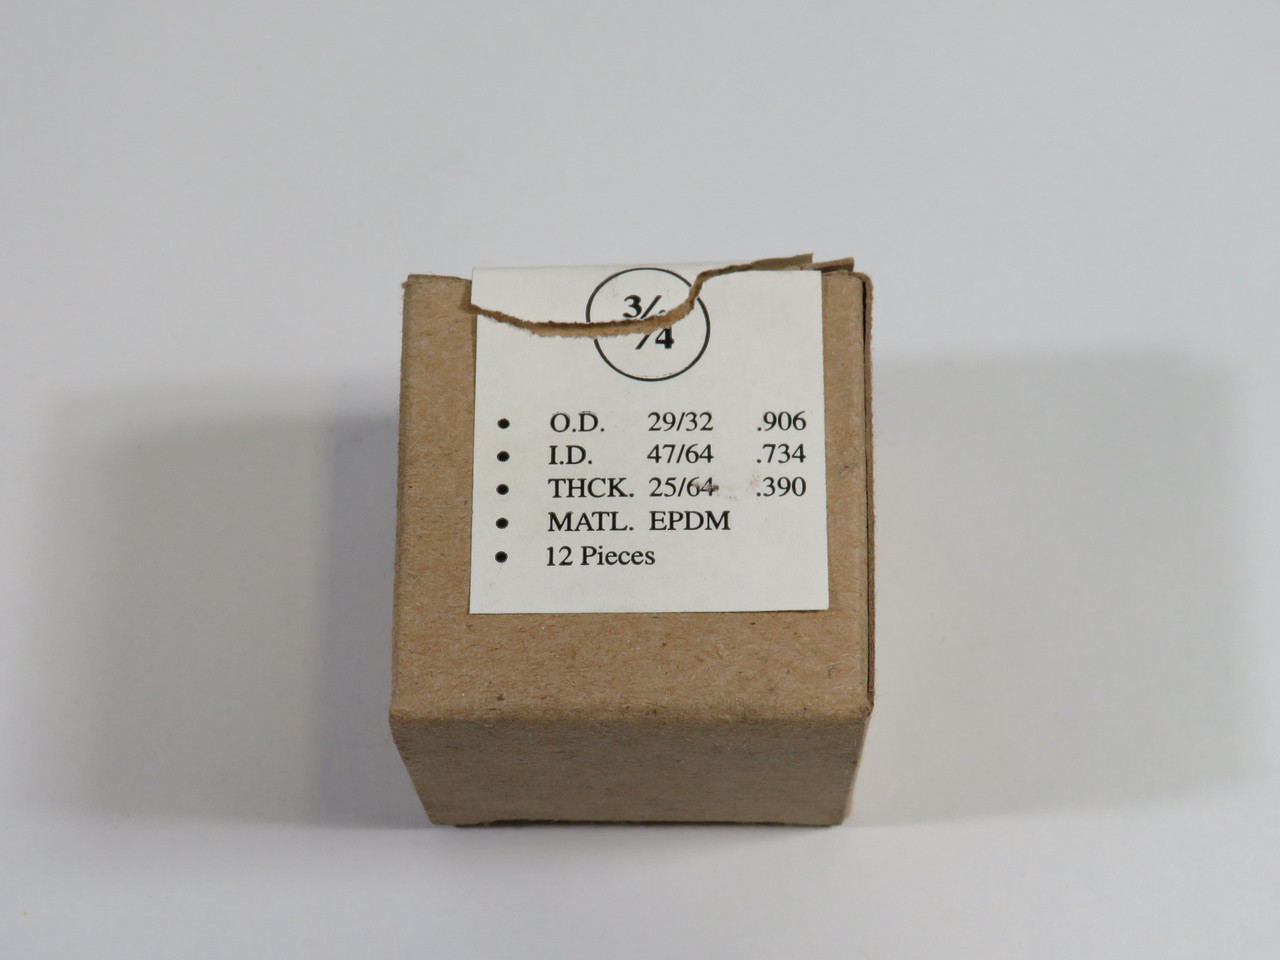 3/4
• O.D. 29/32 .906
• I.D. 47/64 .734
• THCK. 25/64 .390
• MATL. EPDM
• 12 Pieces